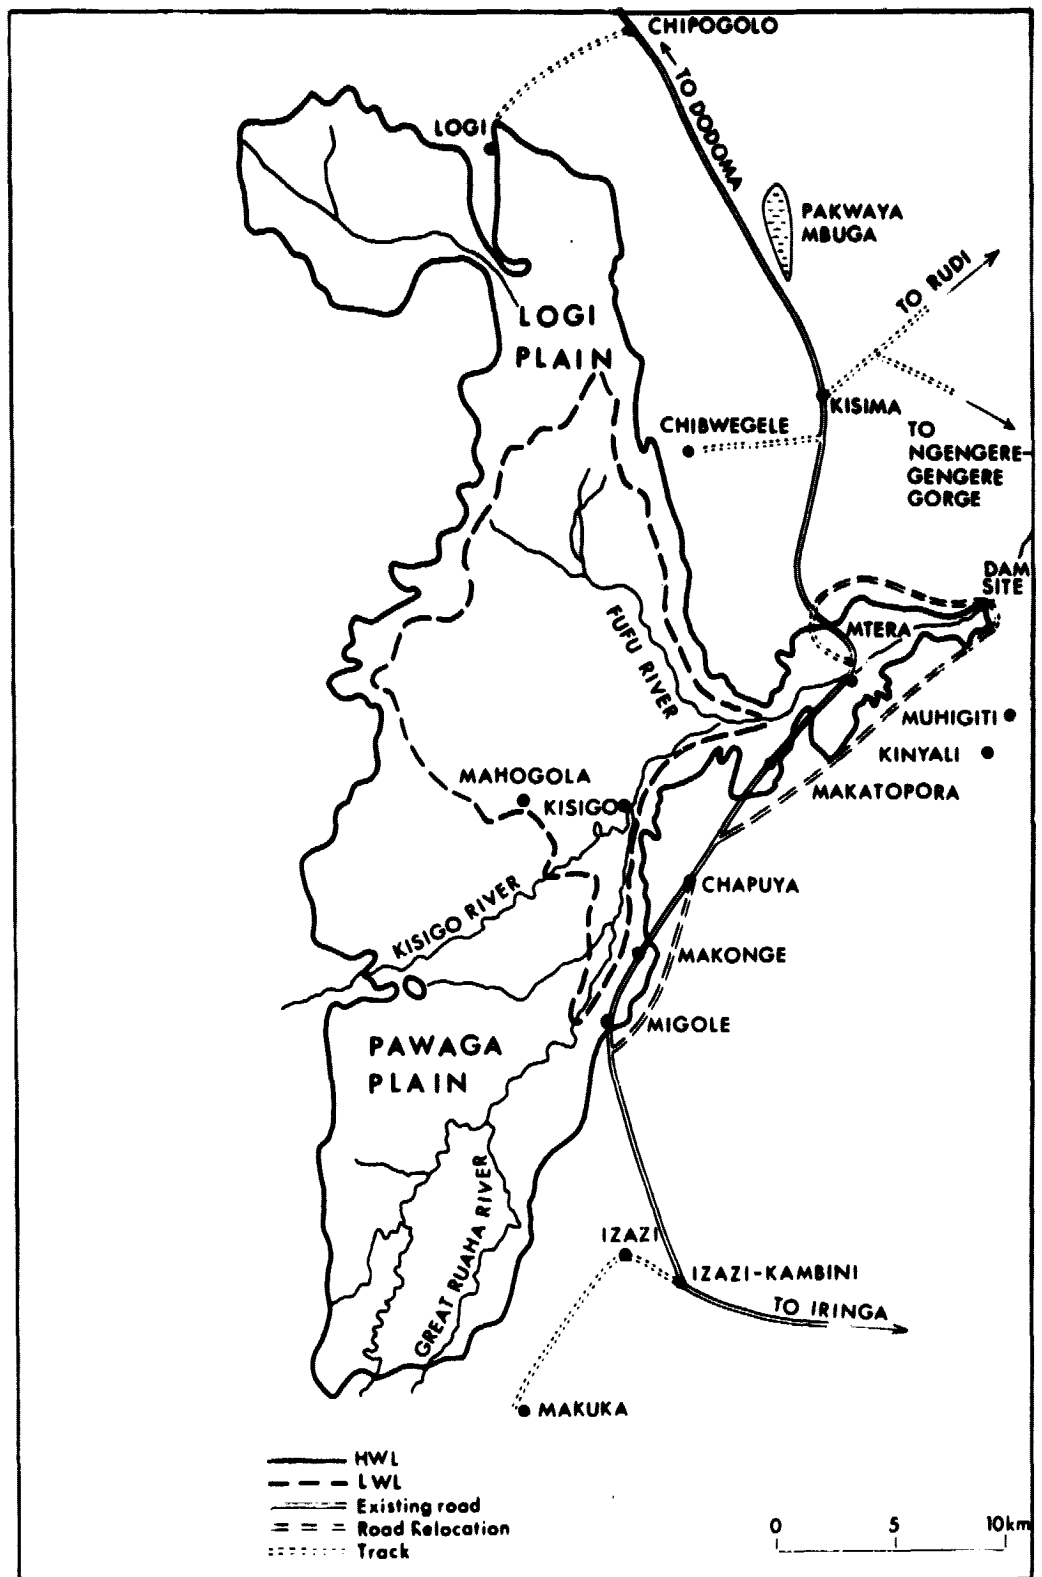 CHIPOGOLO
TO DODOMA
LOGI
PAKWAYA
MBUGA
TO RUDI
LOGI
PLAIN
KISIMA
CHIBWEGELE
TO
NGENGERE-
GENGERE
GORGE
DAM
SITE
FUFU RIVER
MTERA
MUHIGITI
KINYALI
MAHOGOLA
KISIGO
MAKATOPORA
CHAPUYA
KISIGO RIVER
MAKONGE
MIGOLE
PAWAGA
PLAIN
GREAT RUAHA RIVER
IZAZI
IZAZI-KAMBINI
TO IRINGA
MAKUKA
HWL
LWL
Existing road
Road Relocation
Track
0 5 10km